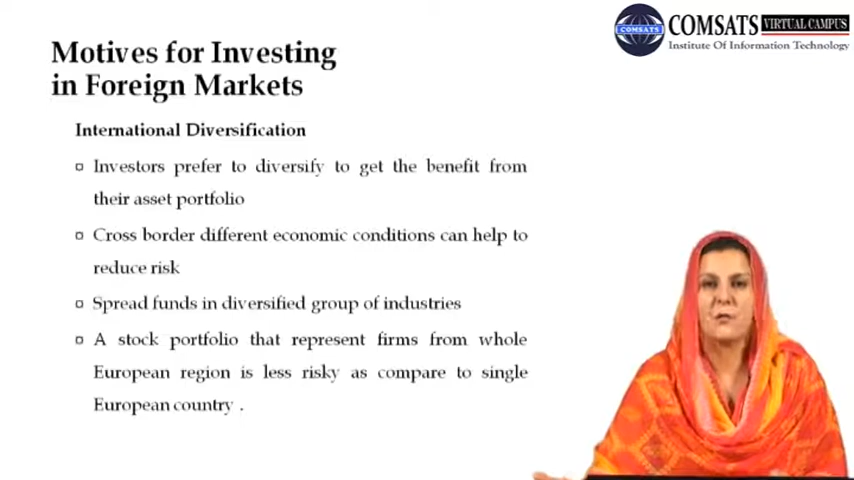 COMSATS VIRTUAL CAMPUS
Institute Of Information Technology
COMSATS
Motives for Investing
in Foreign Markets
International Diversification
Investors prefer to diversify to get the benefit from
their asset portfolio
Cross border different economic conditions can help to
reduce risk
Spread funds in diversified group of industries
A stock portfolio that represent firms from whole
European region is less risky as compare to single
European country .